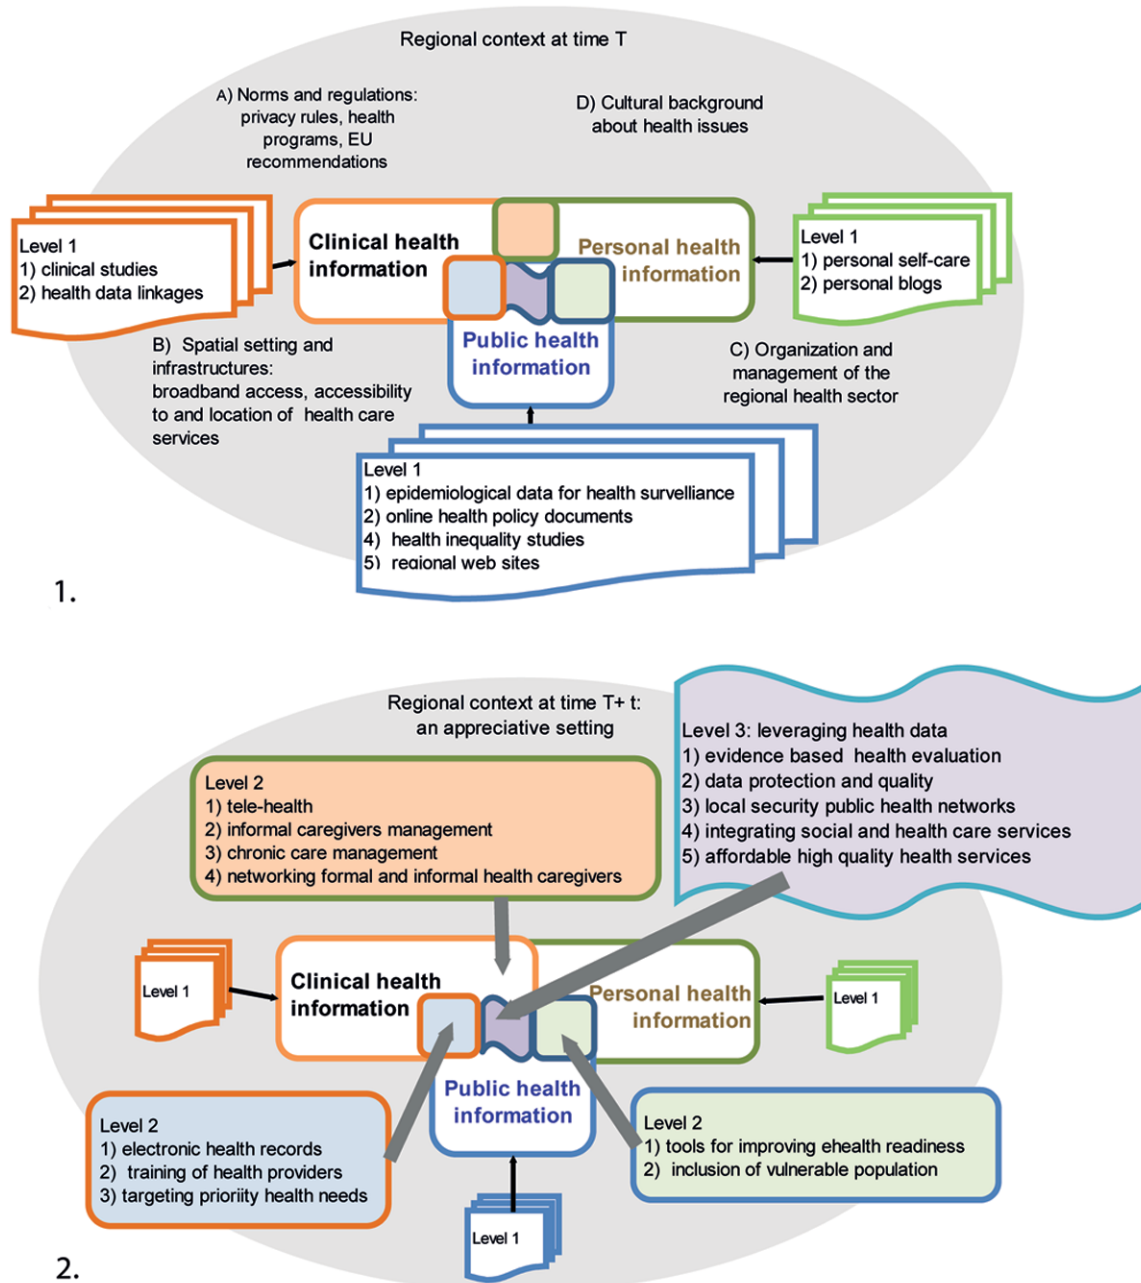 Regional context at time T
A) Norms and regulations:
privacy rules, health
programs, EU
recommendations
D) Cultural background
about health issues
Level 1
1) clinical studies
2) health data linkages
Clinical health
information
Personal health
information
Level 1
1) personal self-care
2) personal blogs
Public health
information
B) Spatial setting and
infrastructures:
broadband access, accessibility
to and location of health care
services
C) Organization and
management of the
regional health sector
Level 1
1) epidemiological data for health survelliance
2) online health policy documents
4) health inequality studies
5) regional web sites
1.
Regional context at time T+ t:
an appreciative setting
Level 3: leveraging health data
1) evidence based health evaluation
2) data protection and quality
3) local security public health networks
4) integrating social and health care services
5) affordable high quality health services
Level 2
1) tele-health
2) informal caregivers management
3) chronic care management
4) networking formal and informal health caregivers
Level 1
Clinical health
information
Personal health
information
Level 1
Public health
information
Level 2
1) electronic health records
2) training of health providers
3) targeting prioriity health needs
Level 2
1) tools for improving ehealth readiness
2) inclusion of vulnerable population
Level 1
2.